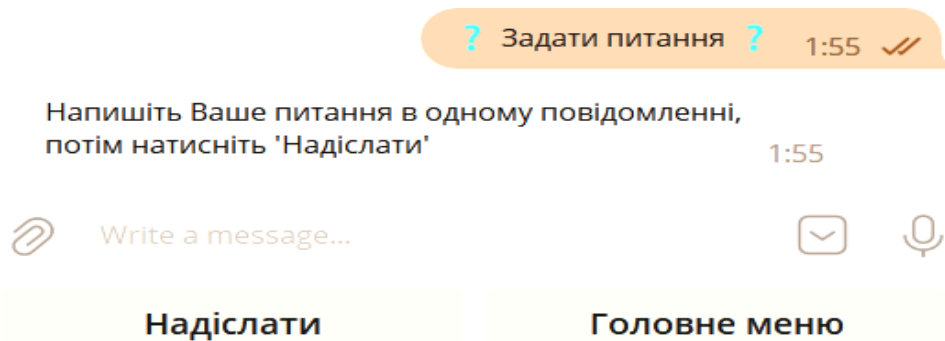 ? Задати питання ? 1:55
Напишіть Ваше питання в одному повідомленні,
потім натисніть 'Надіслати'
1:55
Write a message...
Надіслати Головне меню